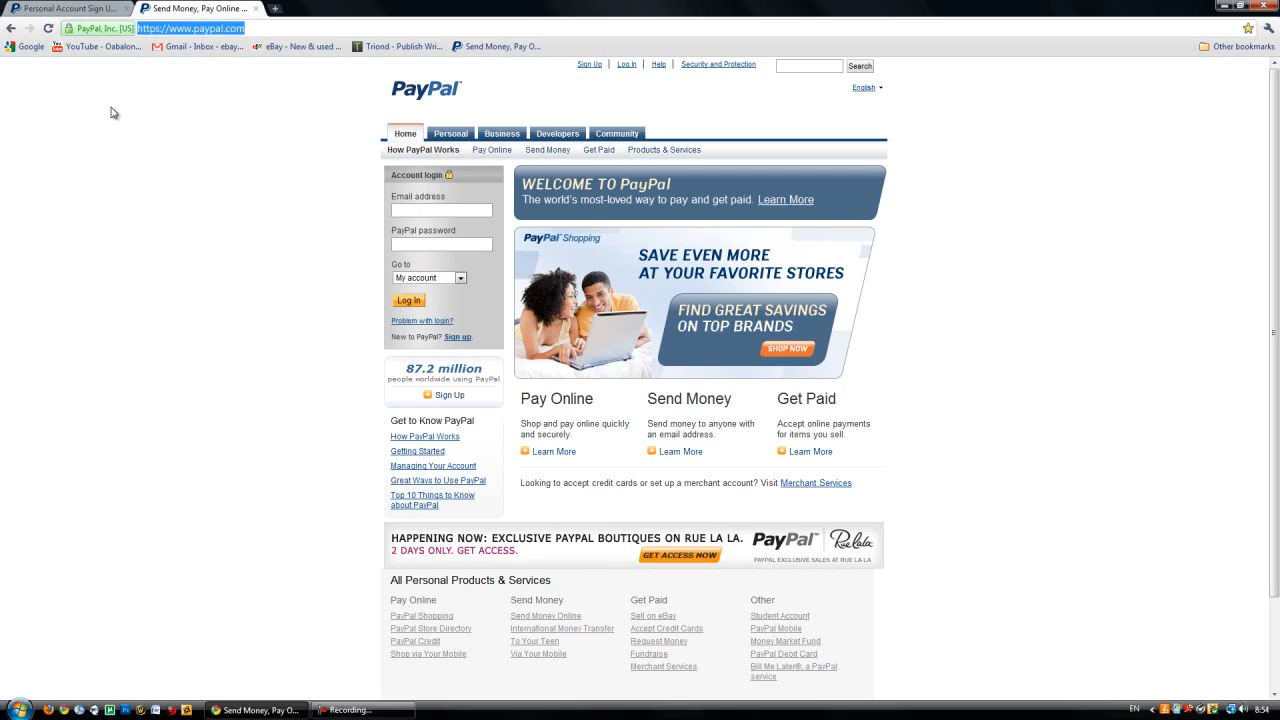 Personal Account Sign U...
Send Money, Pay Online ...
PayPal, Inc. [US]
https://www.paypal.com
Google
YouTube - Oabalon...
Gmail - Inbox - ebay...
eBay - New & used ...
Triond - Publish Wri...
Send Money, Pay O...
Other bookmarks
Sign Up
Log In
Help
Security and Protection
Search
PayPal™
English
Home
Personal
Business
Developers
Community
How PayPal Works
Pay Online
Send Money
Get Paid
Products & Services
Account login
Email address
PayPal password
Go to
My account
Log In
Problem with login?
New to PayPal? Sign up.
WELCOME TO PayPal
The world's most-loved way to pay and get paid. Learn More
PayPal™ Shopping
SAVE EVEN MORE
AT YOUR FAVORITE STORES
FIND GREAT SAVINGS
ON TOP BRANDS
SHOP NOW
87.2 million
people worldwide using PayPal
Sign Up
Get to Know PayPal
How PayPal Works
Getting Started
Managing Your Account
Great Ways to Use PayPal
Top 10 Things to Know
about PayPal
Pay Online
Shop and pay online quickly
and securely.
Learn More
Send Money
Send money to anyone with
an email address.
Learn More
Get Paid
Accept online payments
for items you sell.
Learn More
Looking to accept credit cards or set up a merchant account? Visit Merchant Services
HAPPENING NOW: EXCLUSIVE PAYPAL BOUTIQUES ON RUE LA LA.
2 DAYS ONLY. GET ACCESS.
GET ACCESS NOW
PayPal™
Rue la la
PAYPAL EXCLUSIVE SALES AT RUE LA LA
All Personal Products & Services
Pay Online
PayPal Shopping
PayPal Store Directory
PayPal Credit
Shop via Your Mobile
Send Money
Send Money Online
International Money Transfer
To Your Teen
Via Your Mobile
Get Paid
Sell on eBay
Accept Credit Cards
Request Money
Fundraise
Merchant Services
Other
Student Account
PayPal Mobile
Money Market Fund
PayPal Debit Card
Bill Me Later®, a PayPal
service
Send Money, Pay O...
Recording...
EN
8:54